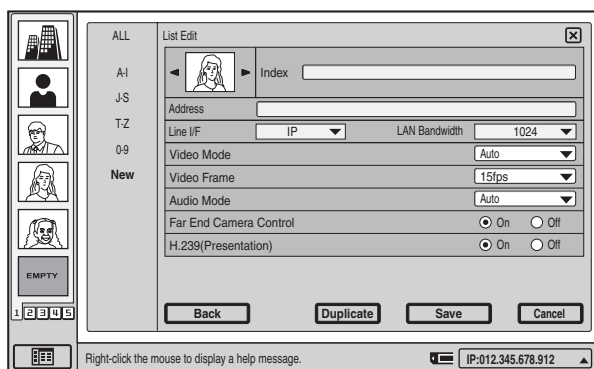 ALL
A-I
J-S
T-Z
0-9
New
List Edit
Index
Address
Line I/F IP LAN Bandwidth 1024
Video Mode Auto
Video Frame 15fps
Audio Mode Auto
Far End Camera Control On Off
H.239(Presentation) On Off
Back Duplicate Save Cancel
EMPTY
1 2 3 4 5
Right-click the mouse to display a help message. IP:012.345.678.912